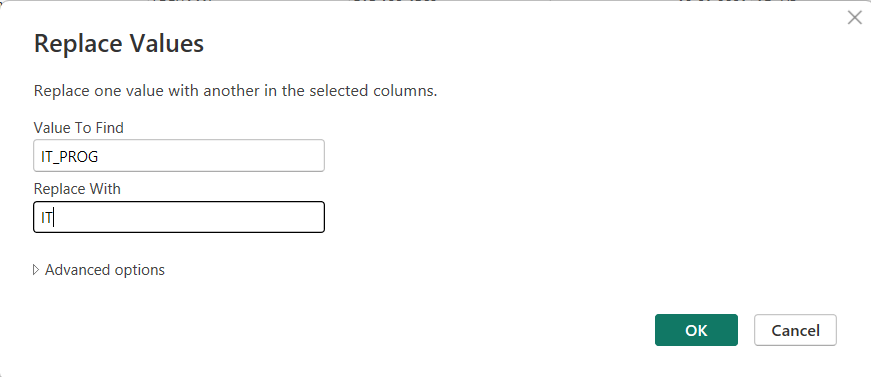 Replace Values
Replace one value with another in the selected columns.
Value To Find
IT_PROG
Replace With
IT
Advanced options
OK
Cancel